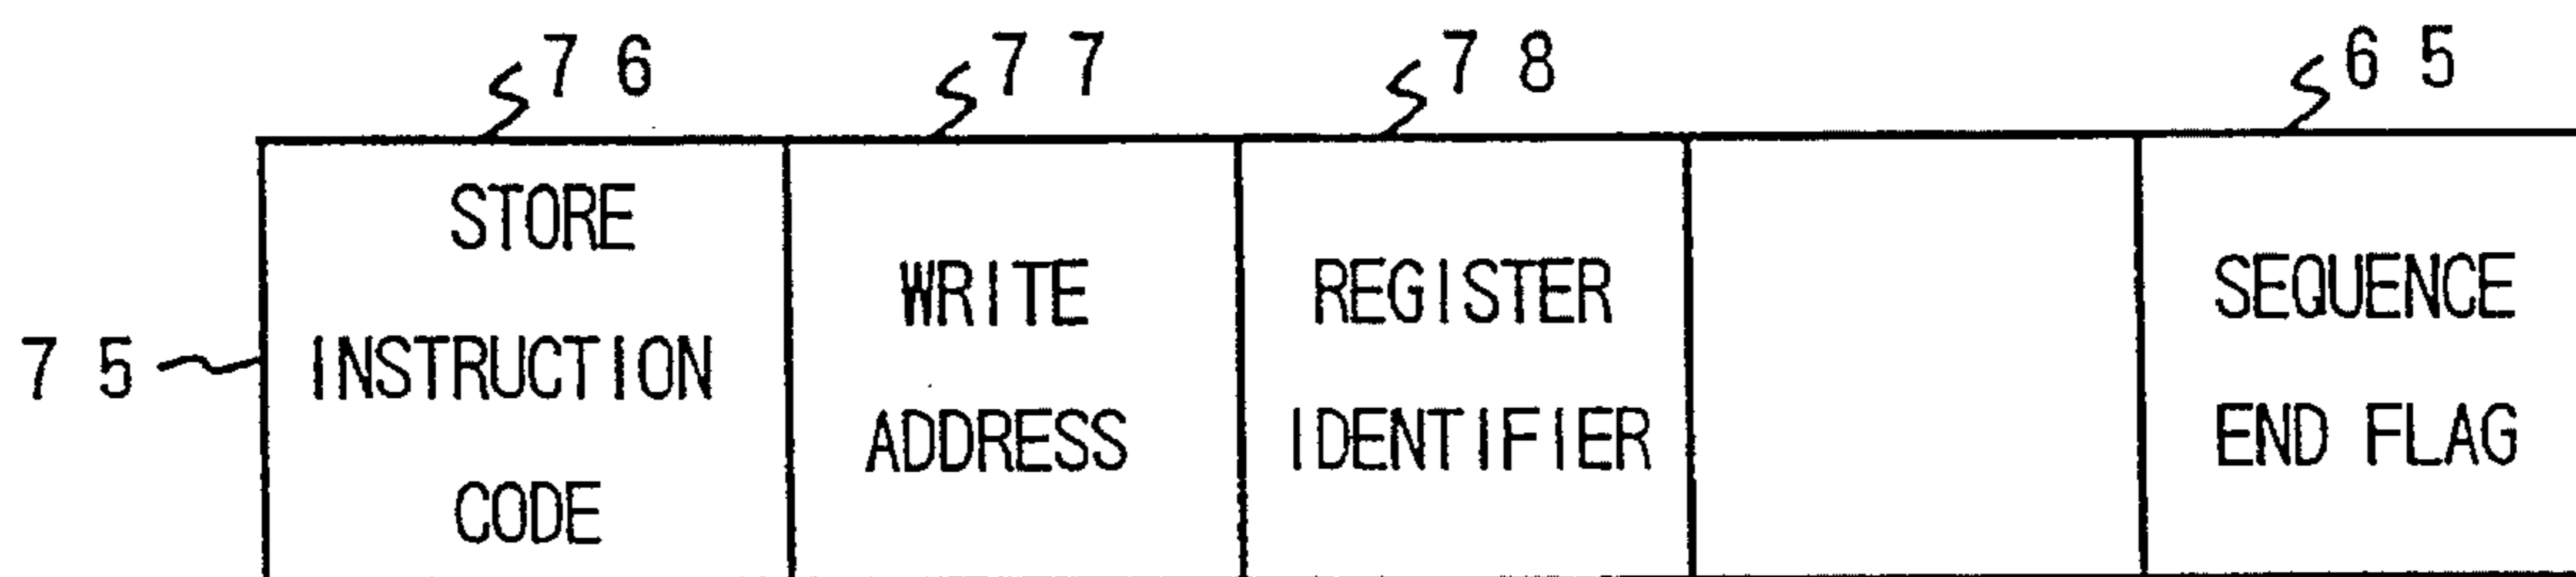 76 77 78 65
STORE
INSTRUCTION
CODE
WRITE
ADDRESS
REGISTER
IDENTIFIER
SEQUENCE
END FLAG
75